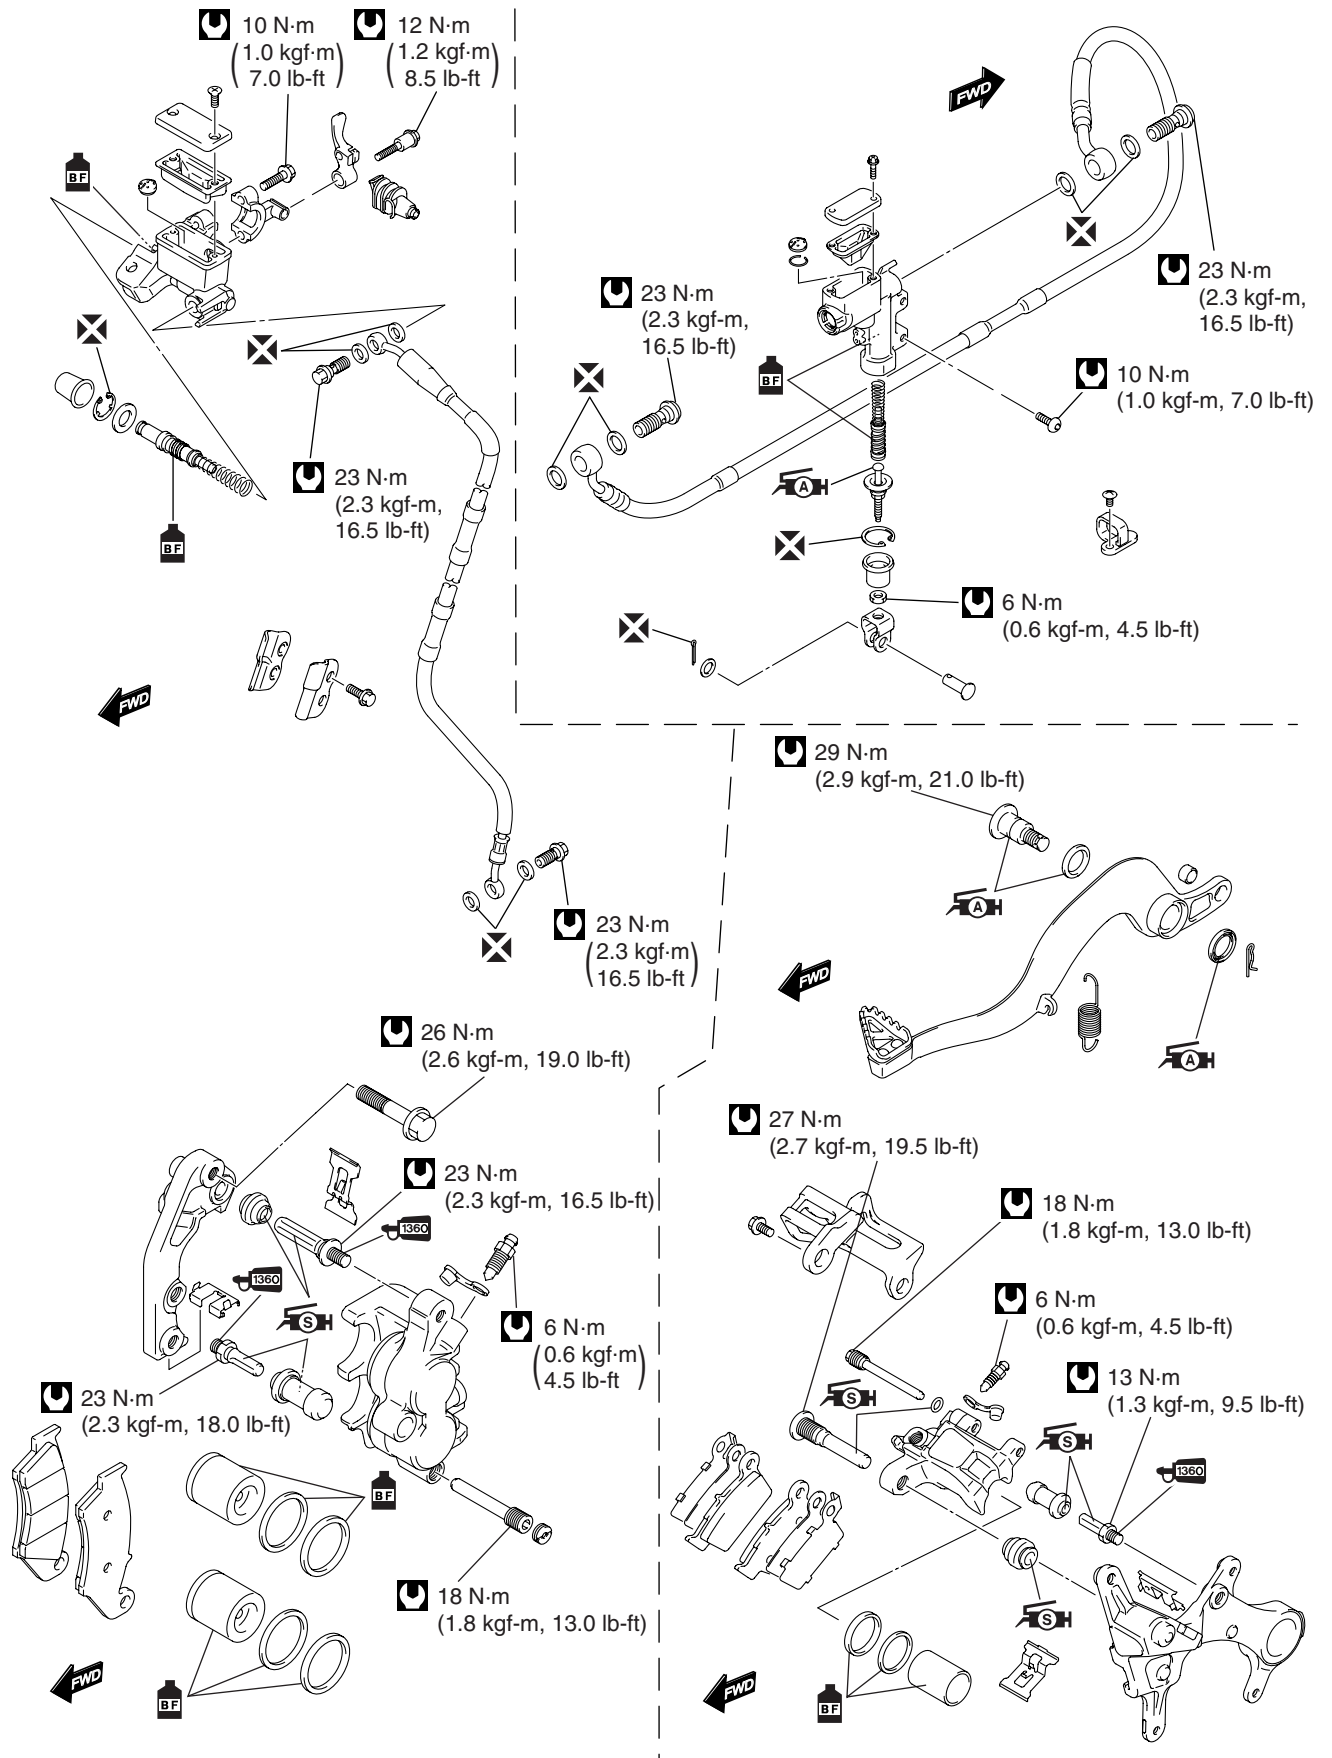 10 N·m
(1.0 kgf·m)
7.0 lb-ft
12 N·m
(1.2 kgf·m)
8.5 lb-ft
BF
23 N·m
(2.3 kgf-m,
16.5 lb-ft)
BF
FWD
23 N·m
(2.3 kgf·m)
16.5 lb-ft
FWD
23 N·m
(2.3 kgf-m,
16.5 lb-ft)
23 N·m
(2.3 kgf-m,
16.5 lb-ft)
BF
10 N·m
(1.0 kgf-m, 7.0 lb-ft)
A
6 N·m
(0.6 kgf-m, 4.5 lb-ft)
29 N·m
(2.9 kgf-m, 21.0 lb-ft)
A
FWD
A
26 N·m
(2.6 kgf-m, 19.0 lb-ft)
23 N·m
(2.3 kgf-m, 16.5 lb-ft)
1360
1360
S
6 N·m
(0.6 kgf·m)
4.5 lb-ft
23 N·m
(2.3 kgf-m, 18.0 lb-ft)
BF
18 N·m
(1.8 kgf-m, 13.0 lb-ft)
FWD
BF
27 N·m
(2.7 kgf-m, 19.5 lb-ft)
18 N·m
(1.8 kgf-m, 13.0 lb-ft)
6 N·m
(0.6 kgf-m, 4.5 lb-ft)
S
13 N·m
(1.3 kgf-m, 9.5 lb-ft)
S
1360
S
FWD
BF